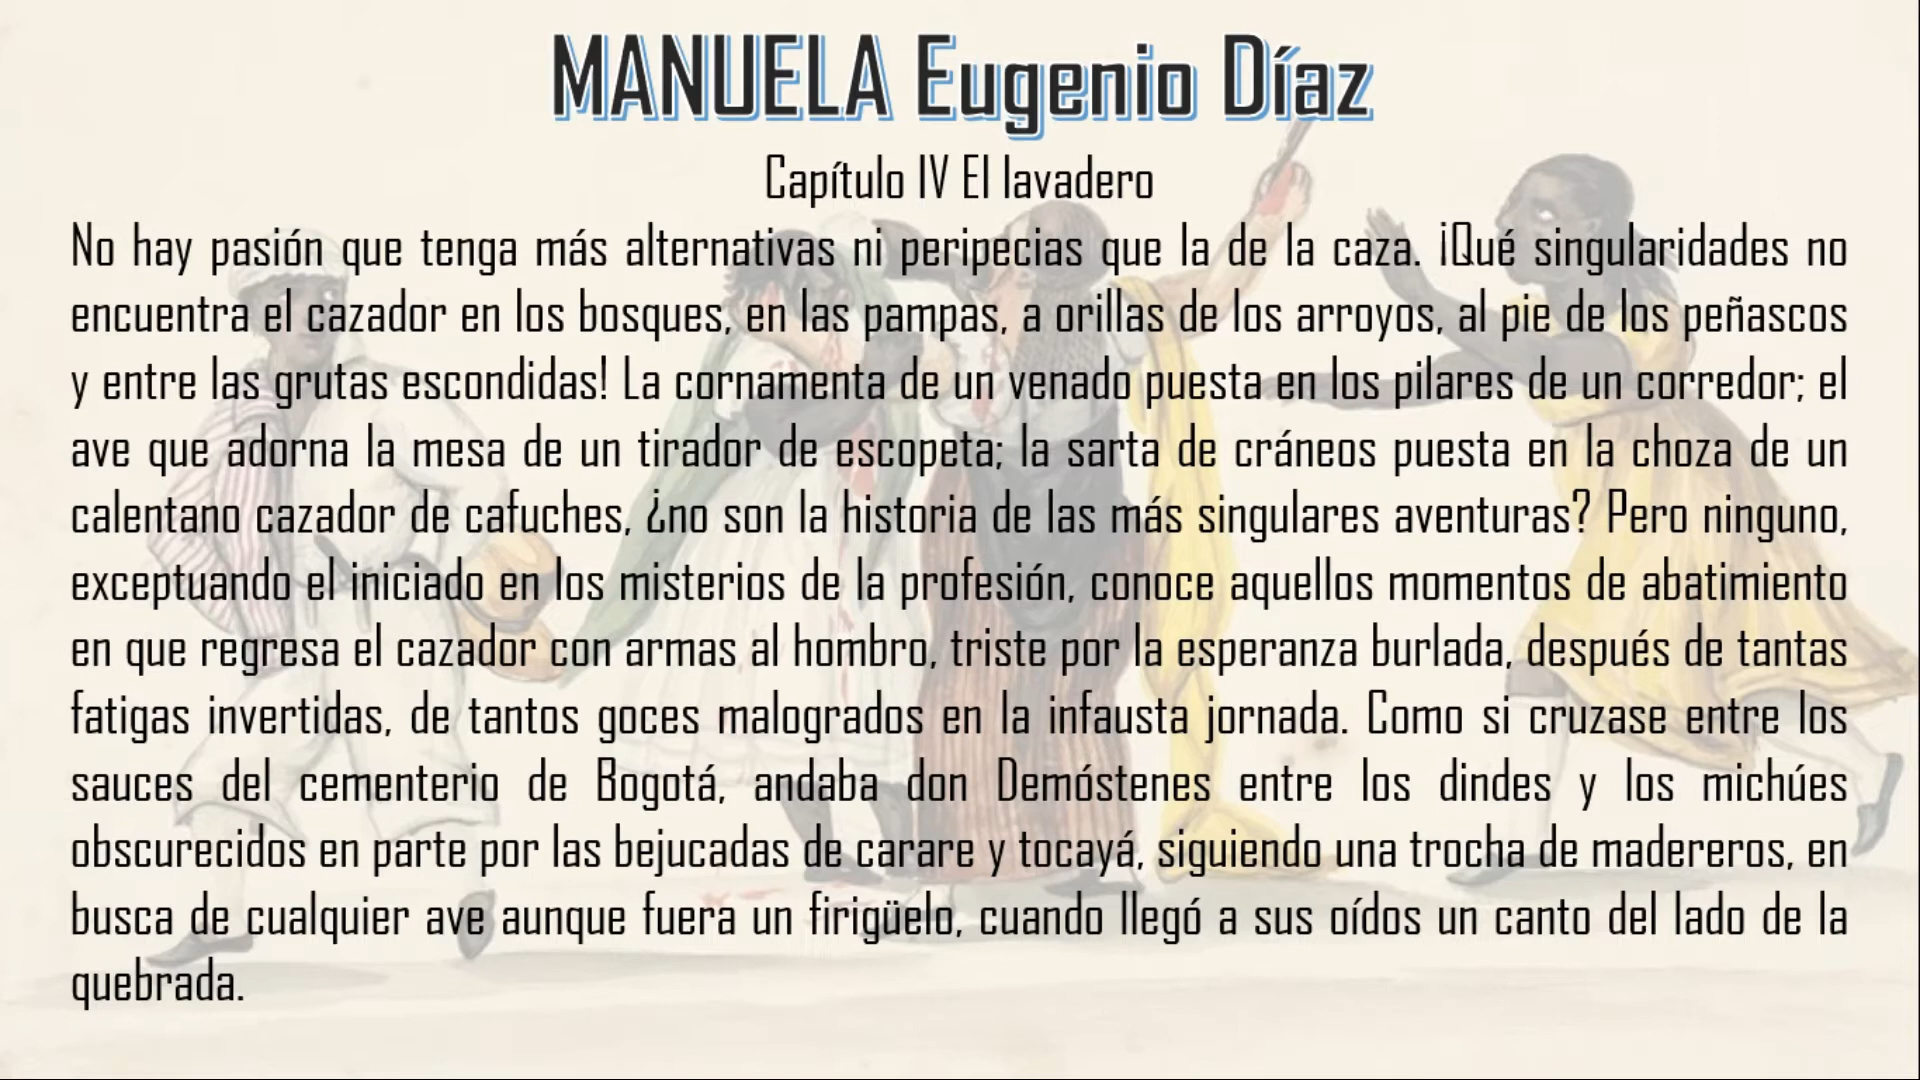 MANUELA Eugenio Díaz
Capítulo IV El lavadero
No hay pasión que tenga más alternativas ni peripecias que la de la caza. ¡Qué singularidades no
encuentra el cazador en los bosques, en las pampas, a orillas de los arroyos, al pie de los peñascos
y entre las grutas escondidas! La cornamenta de un venado puesta en los pilares de un corredor; el
ave que adorna la mesa de un tirador de escopeta; la sarta de cráneos puesta en la choza de un
calentano cazador de cafuches, ¿no son la historia de las más singulares aventuras? Pero ninguno,
exceptuando el iniciado en los misterios de la profesión, conoce aquellos momentos de abatimiento
en que regresa el cazador con armas al hombro, triste por la esperanza burlada, después de tantas
fatigas invertidas, de tantos goces malogrados en la infausta jornada. Como si cruzase entre los
sauces del cementerio de Bogotá, andaba don Demóstenes entre los dindes y los michúes
obscurecidos en parte por las bejucadas de carare y tocayá, siguiendo una trocha de madereros, en
busca de cualquier ave aunque fuera un firigüelo, cuando llegó a sus oídos un canto del lado de la
quebrada.